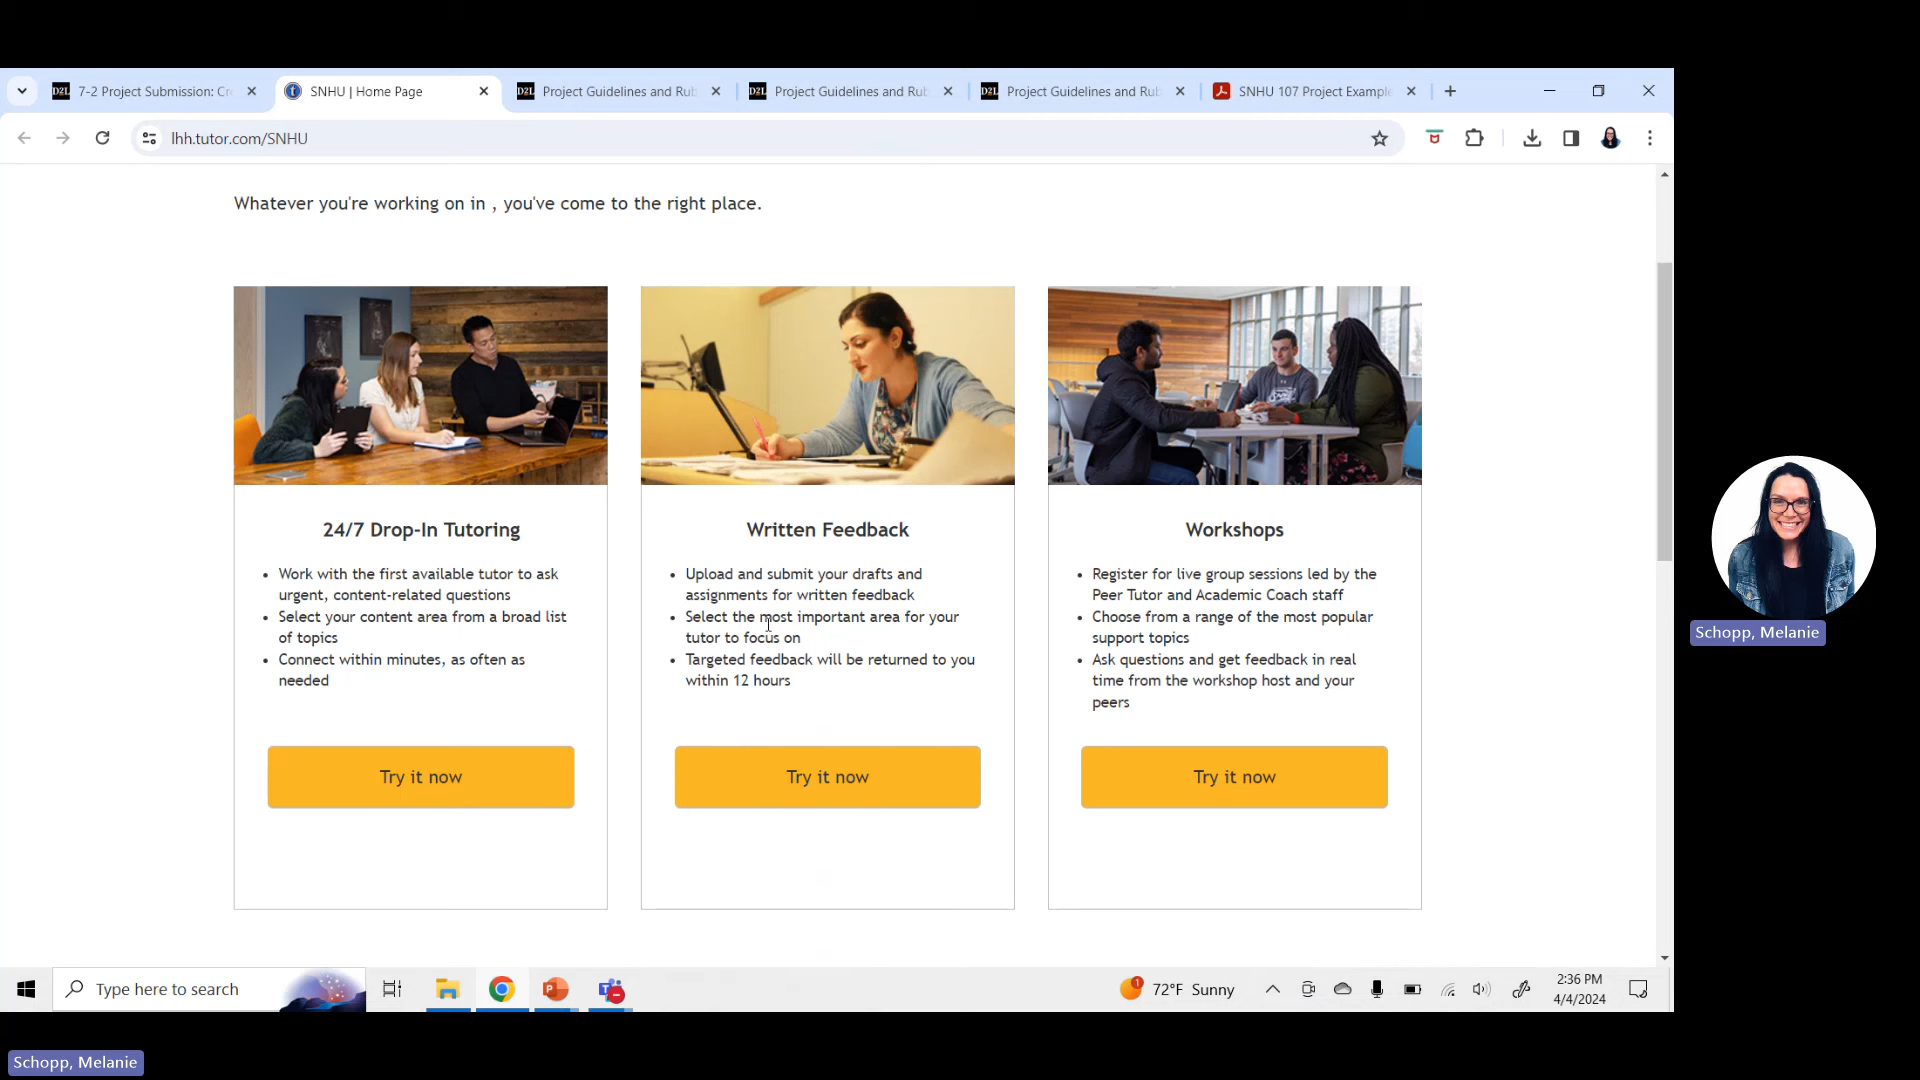 7-2 Project Submission: Cr
SNHU | Home Page
Project Guidelines and Rub
Project Guidelines and Rub
Project Guidelines and Rub
SNHU 107 Project Example
lhh.tutor.com/SNHU
Whatever you're working on in , you've come to the right place.
24/7 Drop-In Tutoring
Work with the first available tutor to ask
urgent, content-related questions
Select your content area from a broad list
of topics
Connect within minutes, as often as
needed
Try it now
Written Feedback
Upload and submit your drafts and
assignments for written feedback
Select the most important area for your
tutor to focus on
Targeted feedback will be returned to you
within 12 hours
Try it now
Workshops
Register for live group sessions led by the
Peer Tutor and Academic Coach staff
Choose from a range of the most popular
support topics
Ask questions and get feedback in real
time from the workshop host and your
peers
Try it now
Schopp, Melanie
Type here to search
72°F Sunny
2:36 PM
4/4/2024
Schopp, Melanie